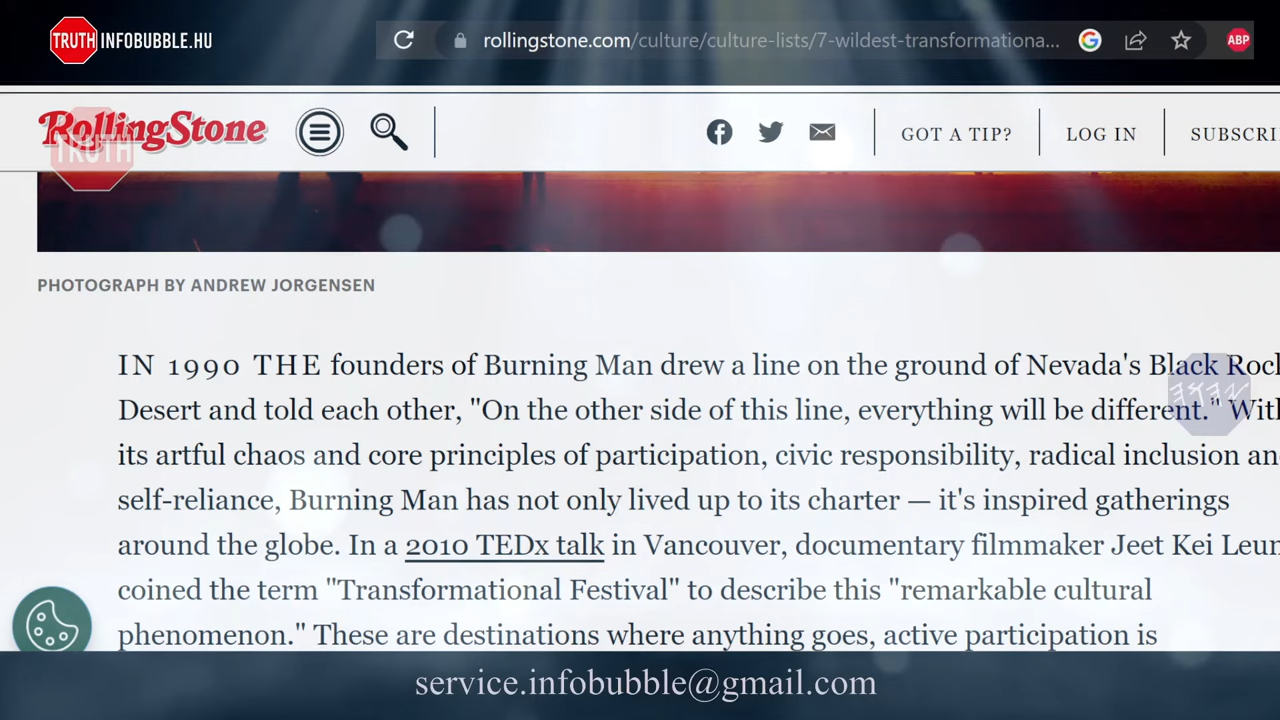 TRUTH INFOBUBBLE.HU
rollingstone.com/culture/culture-lists/7-wildest-transformationa...
ABP
RollingStone
GOT A TIP?
LOG IN
SUBSCRI
TRUTH
PHOTOGRAPH BY ANDREW JORGENSEN
IN 1990 THE founders of Burning Man drew a line on the ground of Nevada's Black Rock
Desert and told each other, "On the other side of this line, everything will be different." With
its artful chaos and core principles of participation, civic responsibility, radical inclusion an
self-reliance, Burning Man has not only lived up to its charter — it's inspired gatherings
around the globe. In a 2010 TEDx talk in Vancouver, documentary filmmaker Jeet Kei Leun
coined the term "Transformational Festival" to describe this "remarkable cultural
phenomenon." These are destinations where anything goes, active participation is
service.infobubble@gmail.com